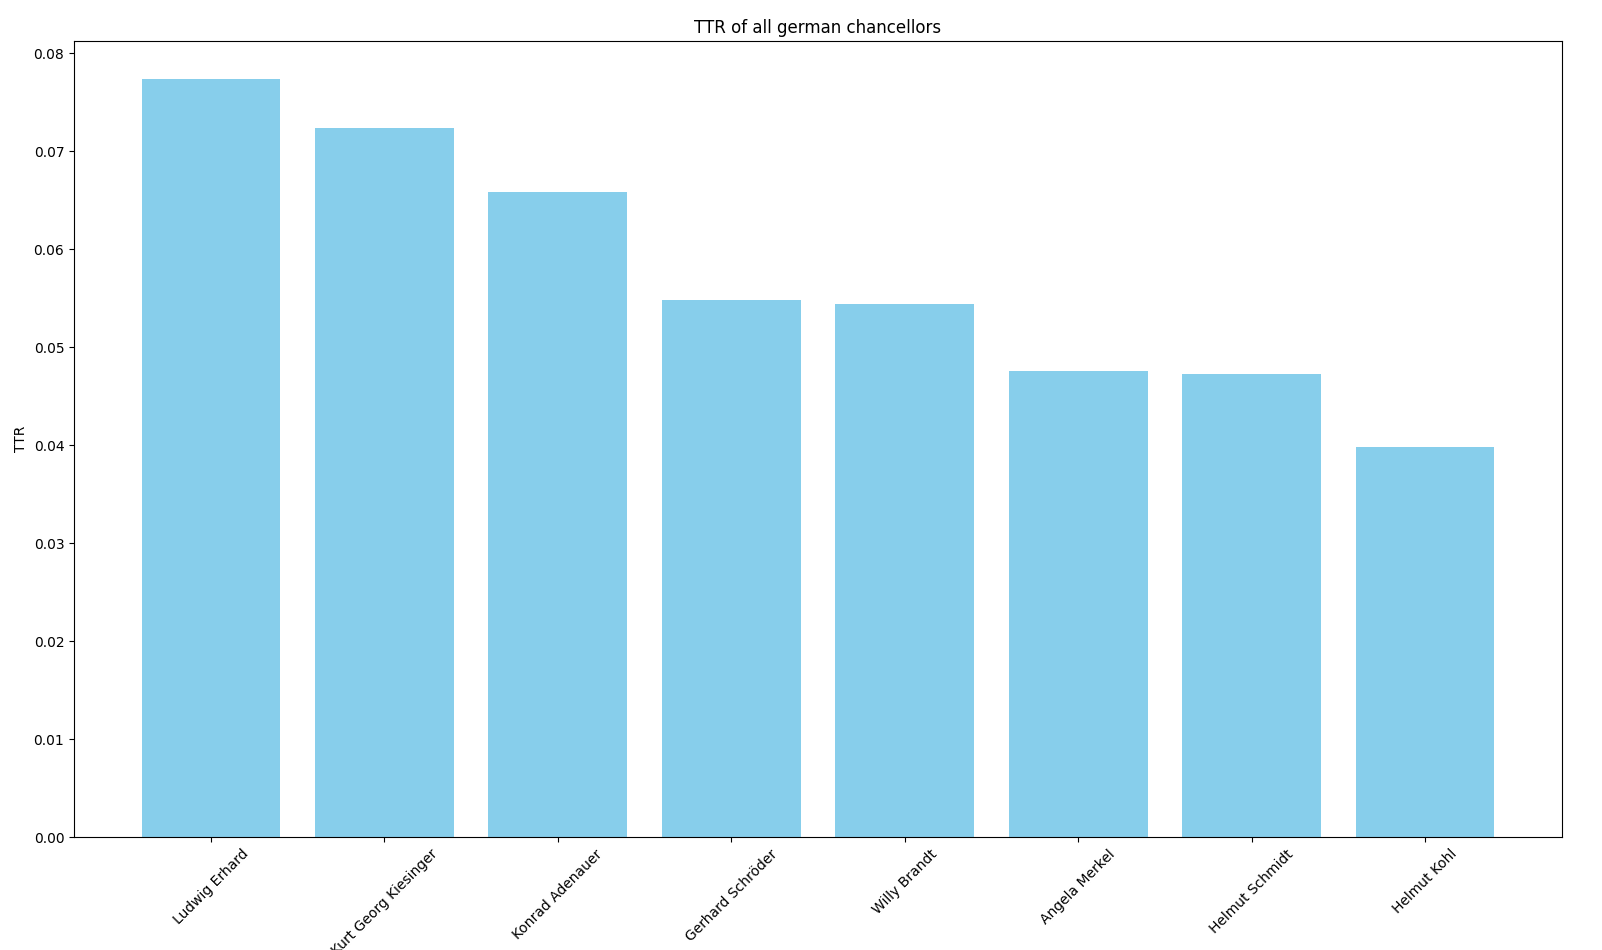 TTR of all german chancellors
0.08
0.07
0.06
0.05
0.04
0.03
0.02
0.01
0.00
TTR
Ludwig Erhard
Kurt Georg Kiesinger
Konrad Adenauer
Gerhard Schröder
Willy Brandt
Angela Merkel
Helmut Schmidt
Helmut Kohl